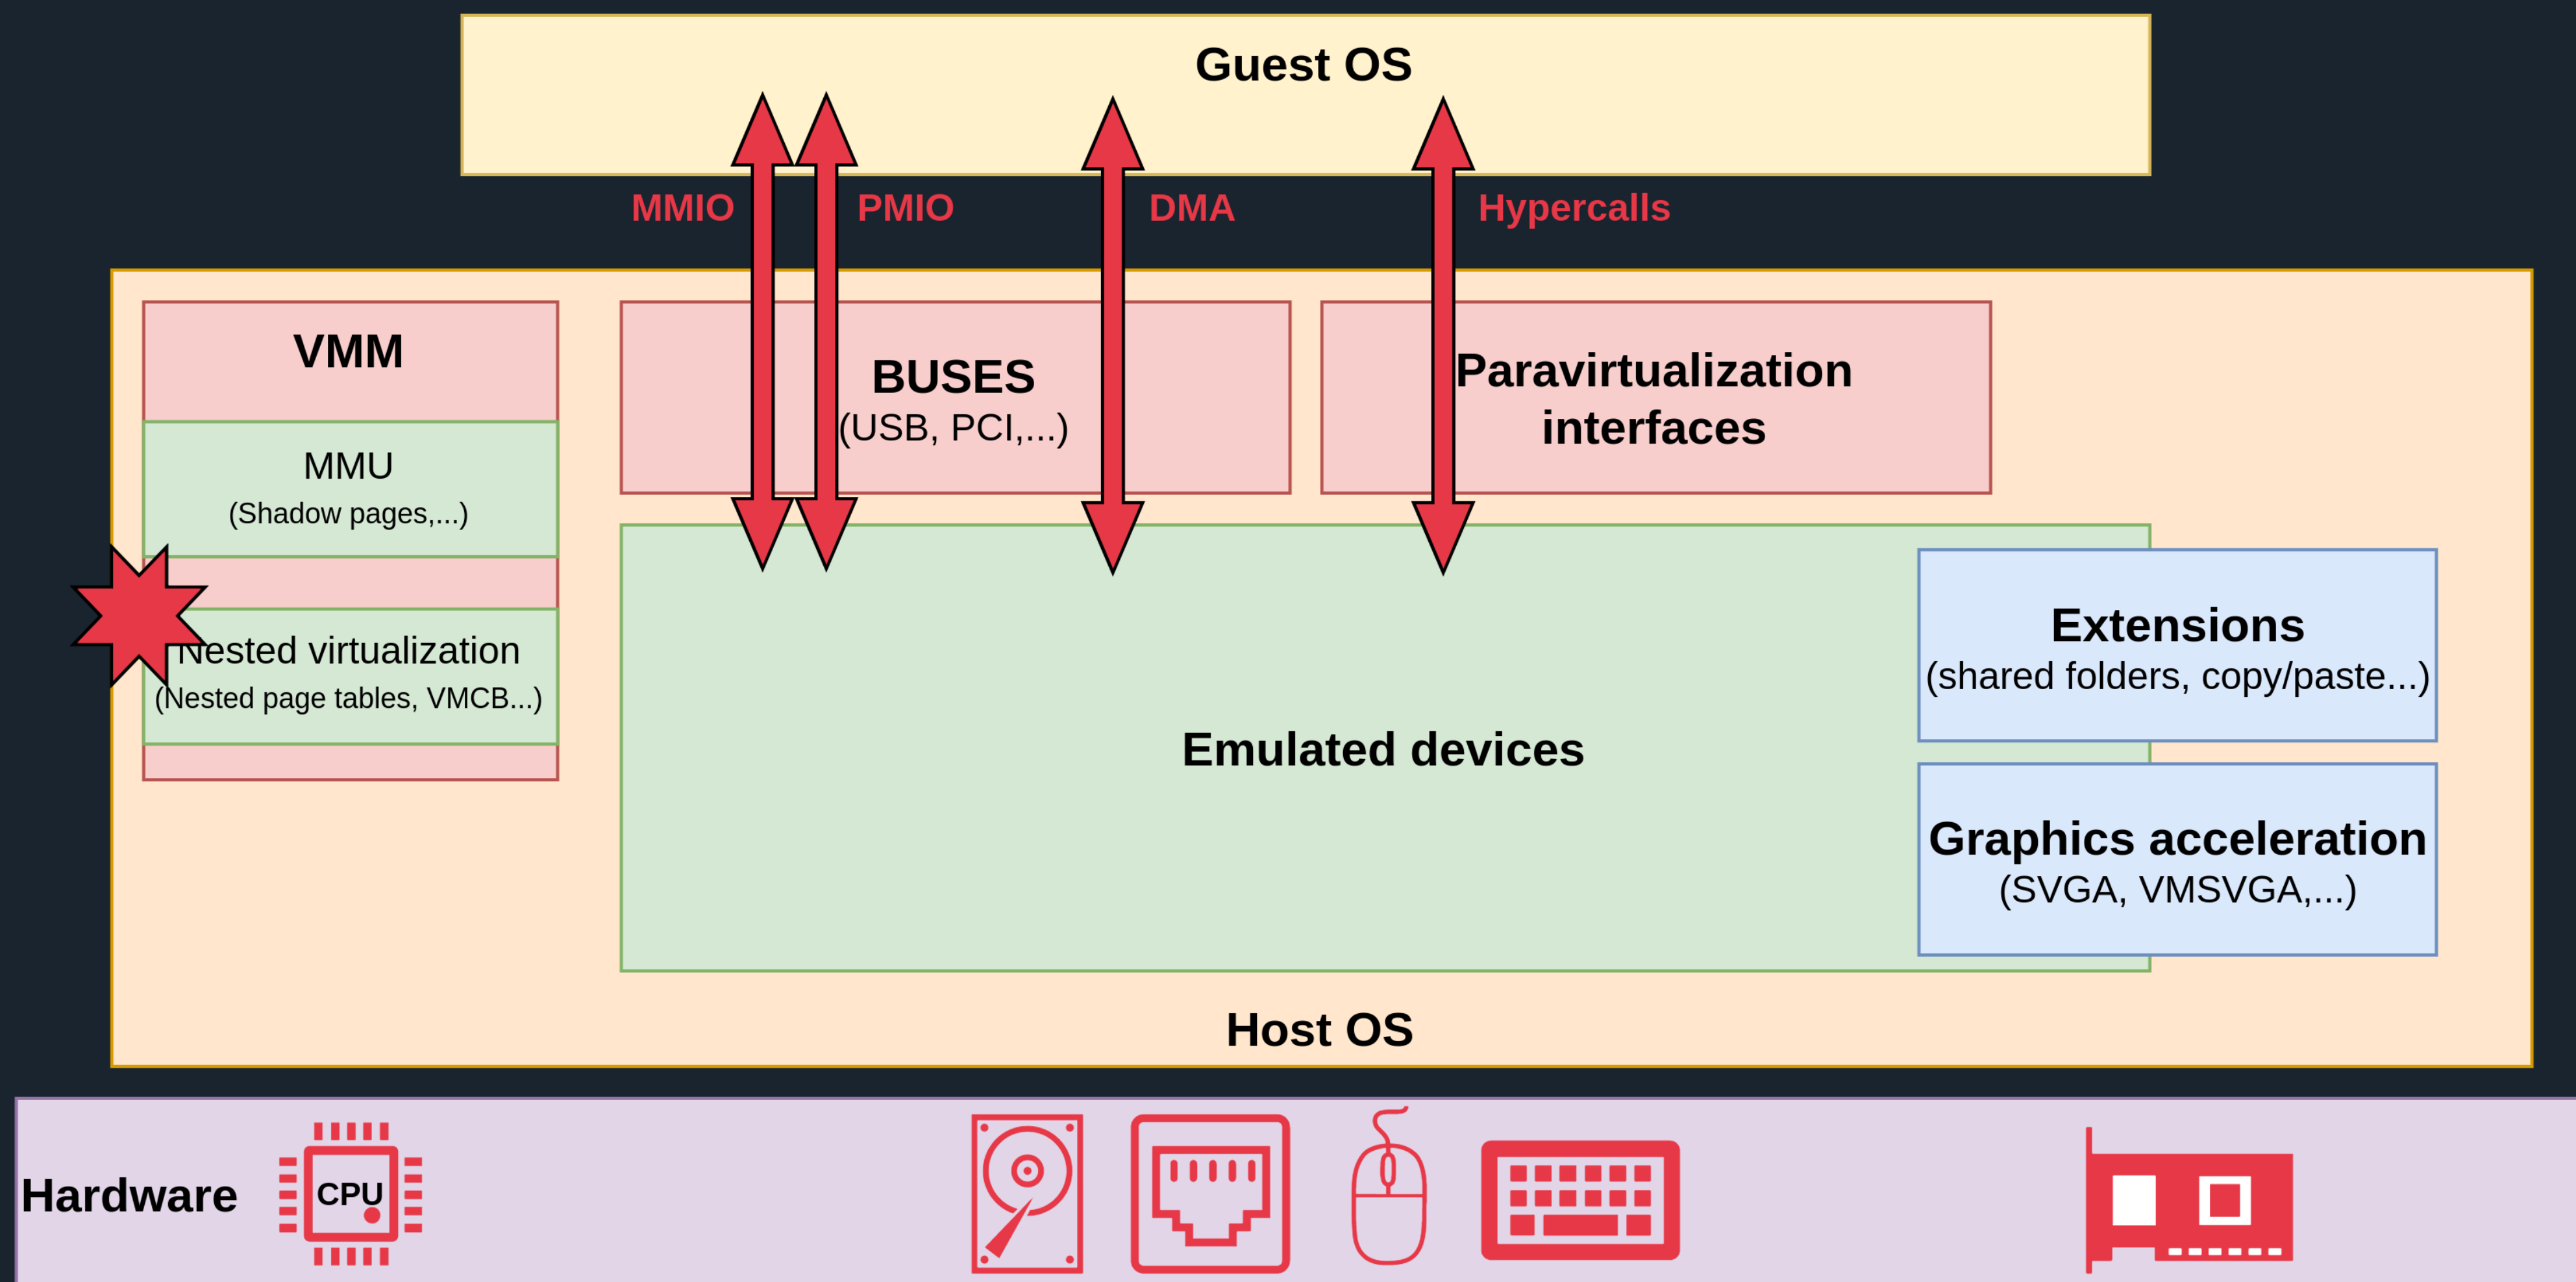 Guest OS
MMIO
PMIO
DMA
Hypercalls
VMM
MMU
(Shadow pages,...)
Nested virtualization
(Nested page tables, VMCB...)
BUSES
(USB, PCI,...)
Paravirtualization
interfaces
Emulated devices
Extensions
(shared folders, copy/paste...)
Graphics acceleration
(SVGA, VMSVGA,...)
Host OS
Hardware
CPU